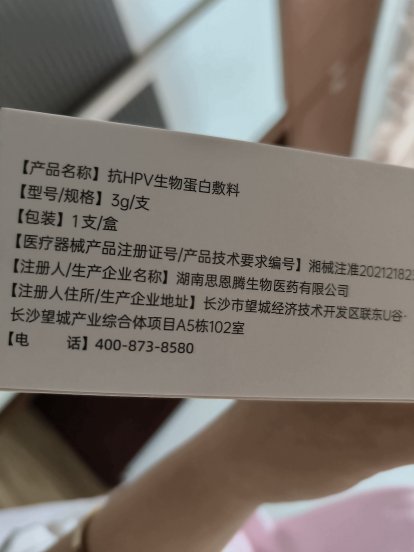 【产品名称】抗HPV生物蛋白敷料
【型号/规格】3g/支
【包装】1支/盒
【医疗器械产品注册证号/产品技术要求编号】湘械注准20212182
【注册人/生产企业名称】湖南思恩腾生物医药有限公司
【注册人住所/生产企业地址】长沙市望城经济技术开发区联东U谷·
长沙望城产业综合体项目A5栋102室
【电 话】400-873-8580